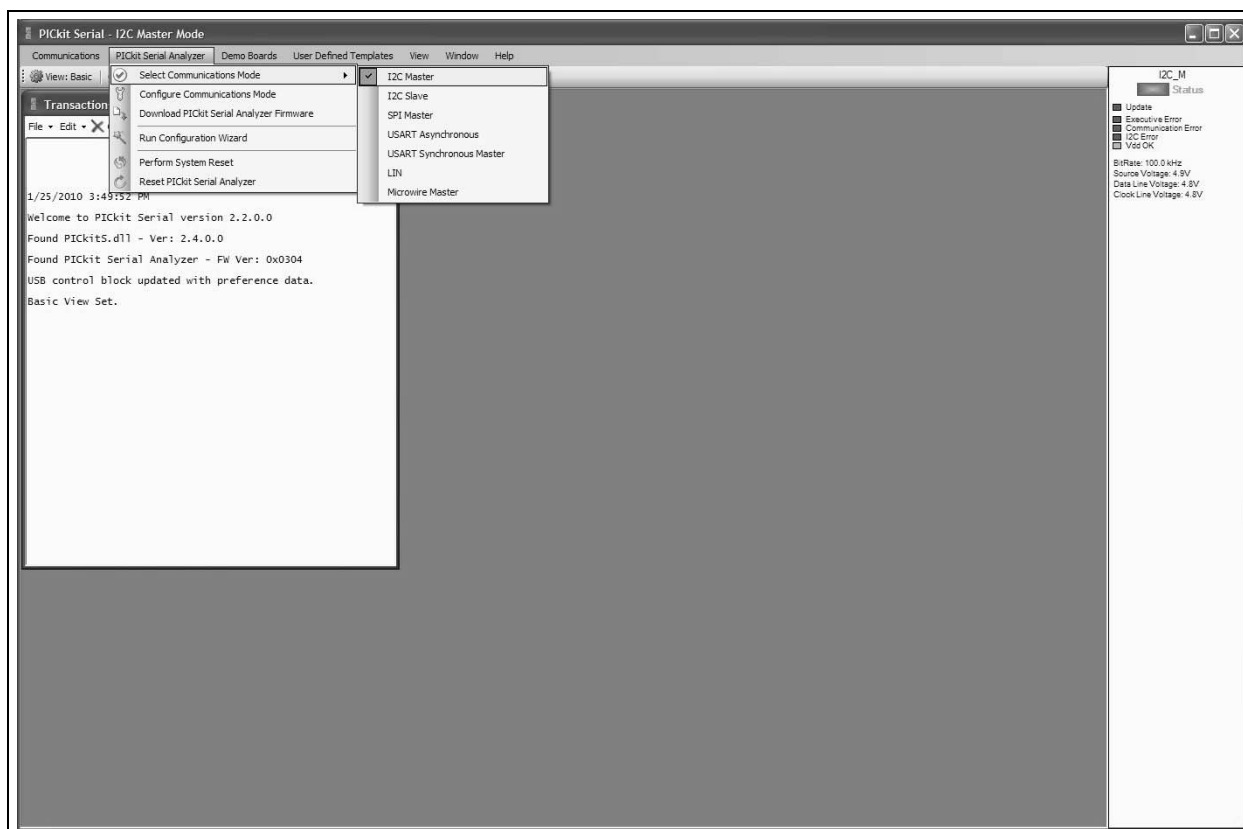 PICkit Serial - I2C Master Mode
Communications PICkit Serial Analyzer Demo Boards User Defined Templates View Window Help
View: Basic
Select Communications Mode
Configure Communications Mode
Download PICkit Serial Analyzer Firmware
Run Configuration Wizard
Perform System Reset
Reset PICkit Serial Analyzer
I2C Master
I2C Slave
SPI Master
USART Asynchronous
USART Synchronous Master
LIN
Microwire Master
Transaction
File Edit
1/25/2010 3:49:52 PM
Welcome to PICkit Serial version 2.2.0.0
Found PICkitS.dll - Ver: 2.4.0.0
Found PICkit Serial Analyzer - FW Ver: 0x0304
USB control block updated with preference data.
Basic View Set.
I2C_M
Status
Update
Executive Error
Communication Error
I2C Error
Vdd OK
BitRate: 100.0 kHz
Source Voltage: 4.9V
Data Line Voltage: 4.8V
Clock Line Voltage: 4.8V